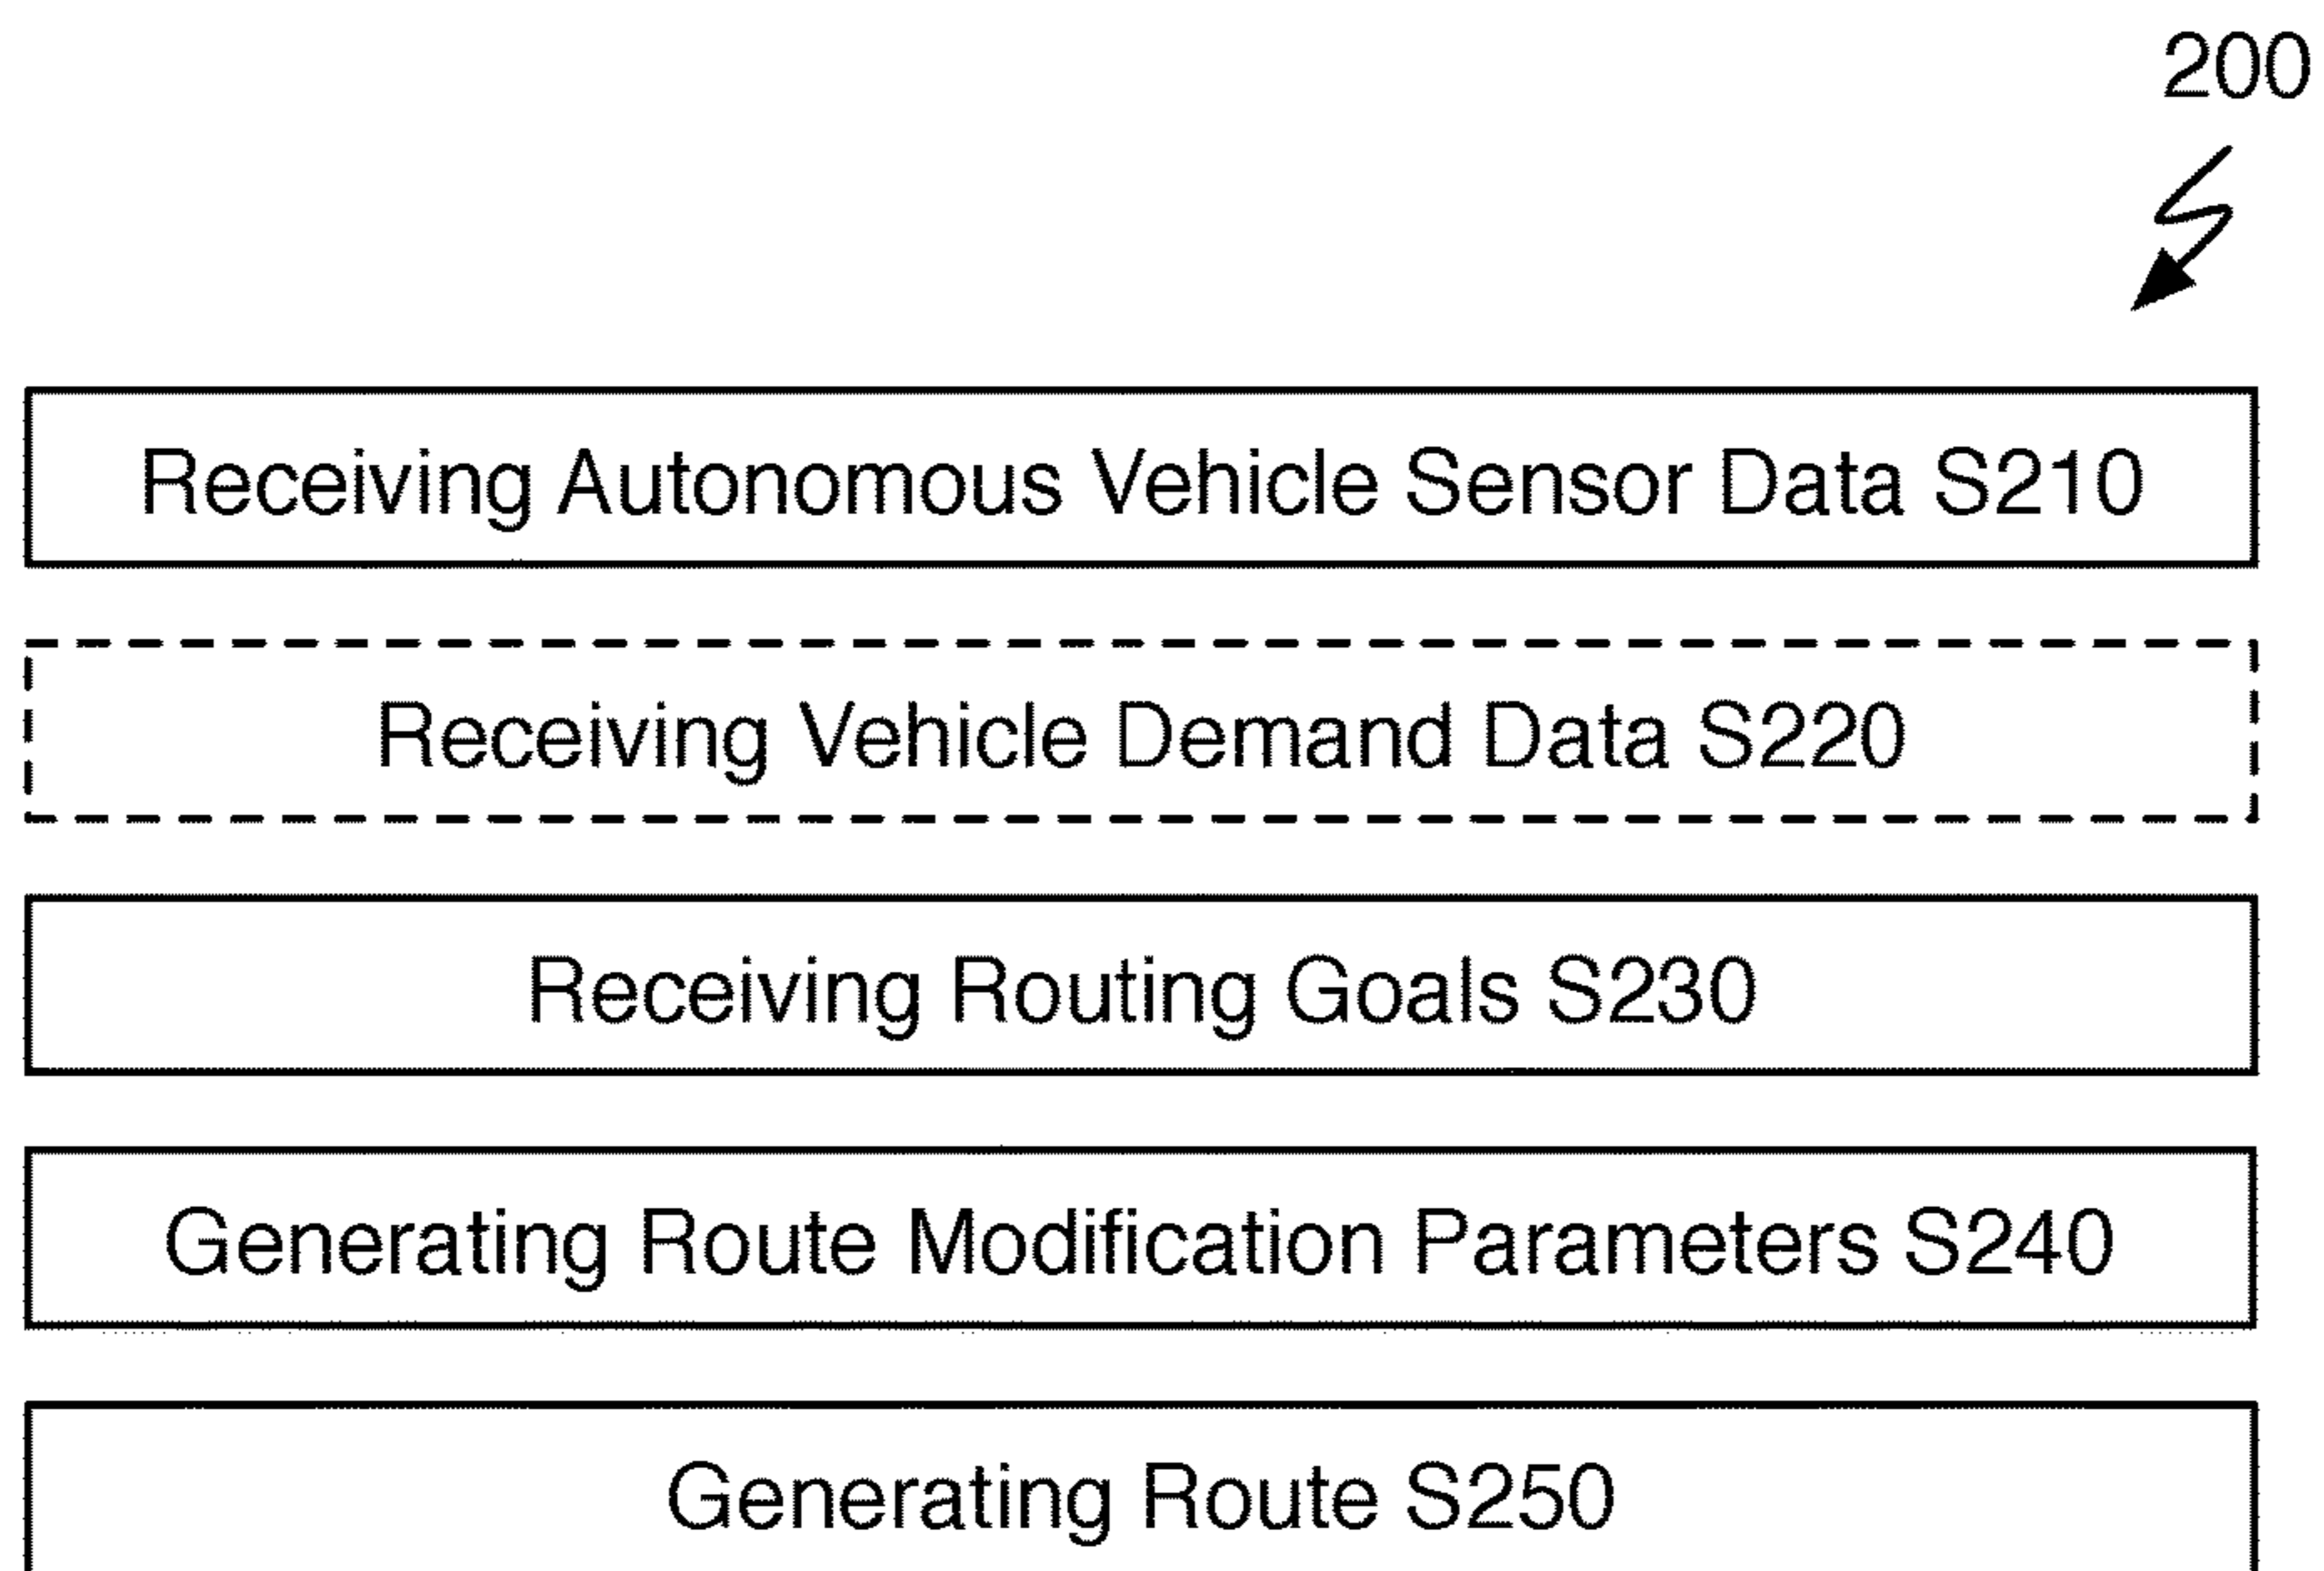 200
Receiving Autonomous Vehicle Sensor Data S210
Receiving Vehicle Demand Data S220
Receiving Routing Goals S230
Generating Route Modification Parameters S240
Generating Route S250